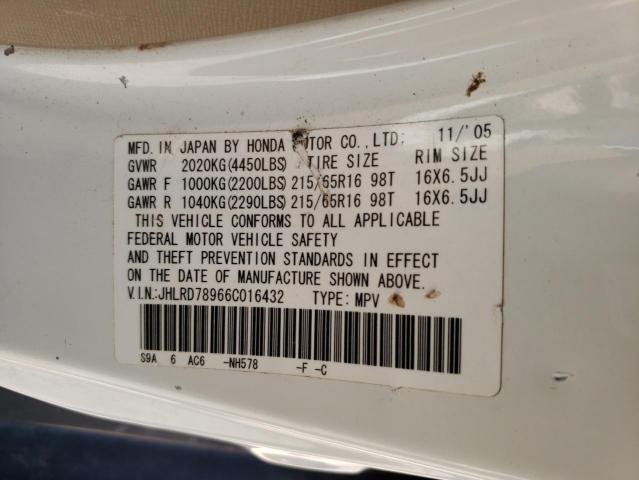 MFD. IN JAPAN BY HONDA MOTOR CO.,LTD. 11/'05
GVWR 2020KG(4450LBS) TIRE SIZE RIM SIZE
GAWR F 1000KG(2200LBS) 215/65R16 98T 16X6.5JJ
GAWR R 1040KG(2290LBS) 215/65R16 98T 16X6.5JJ
THIS VEHICLE CONFORMS TO ALL APPLICABLE
FEDERAL MOTOR VEHICLE SAFETY
AND THEFT PREVENTION STANDARDS IN EFFECT
ON THE DATE OF MANUFACTURE SHOWN ABOVE.
V.I.N.:JHLRD78966C016432 TYPE: MPV
S9A 6 AC6 -NH578 -F -C